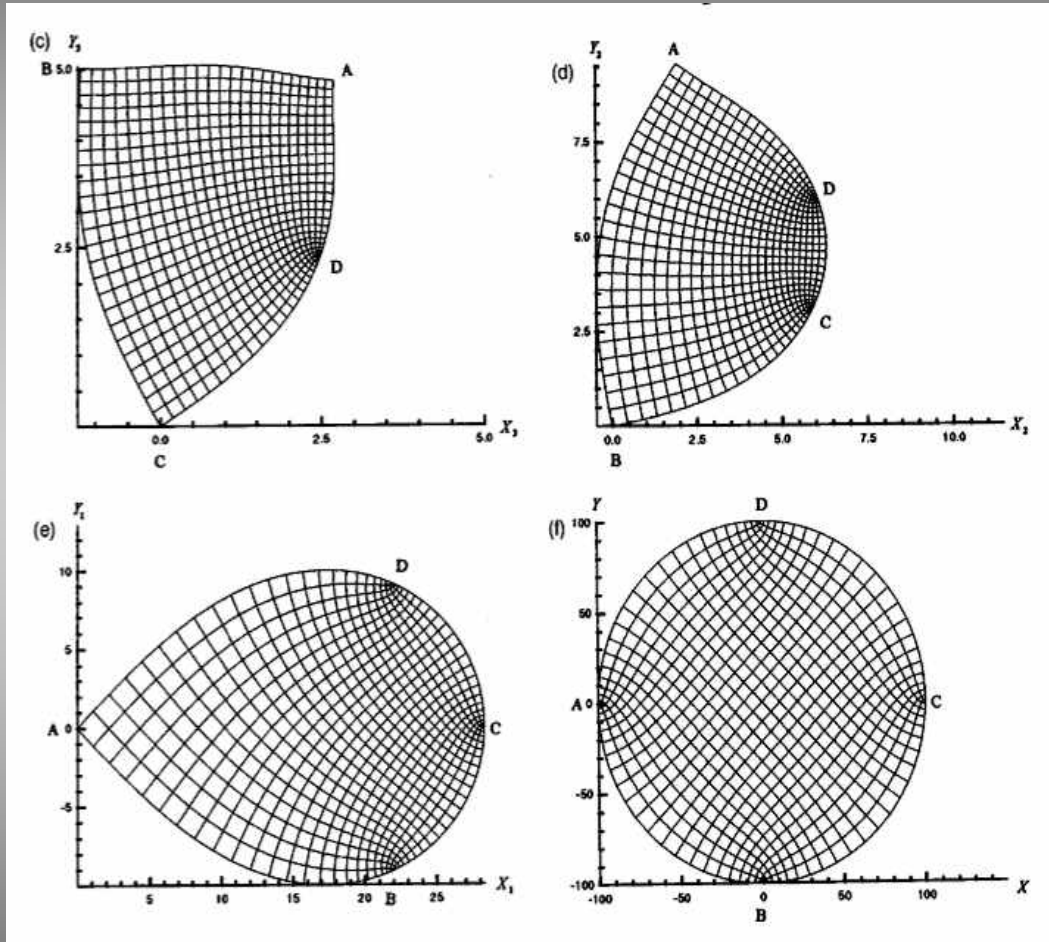 (c) Y₃
B 5.0 A
2.5
D
0.0 2.5 5.0 X₃
C
(d) Y₂
A
7.5
D
5.0
C
2.5
0.0 2.5 5.0 7.5 10.0 X₂
B
(e) Y₁
10 D
5
A 0 C
-5
5 10 15 20 25 X₁
B
(f) Y D
100
50
A 0 C
-50
-100
-100 -50 0 50 100 X
B